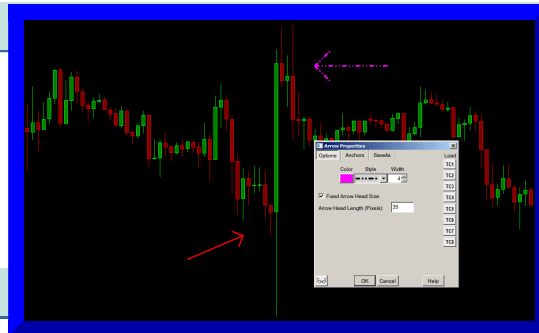 Arrow Properties
Options Anchors SaveAs Load
Color Style Width
4
Fixed Arrow Head Size
Arrow Head Length (Pixels): 35
TC1
TC2
TC3
TC4
TC5
TC6
TC7
TC8
OK Cancel Help